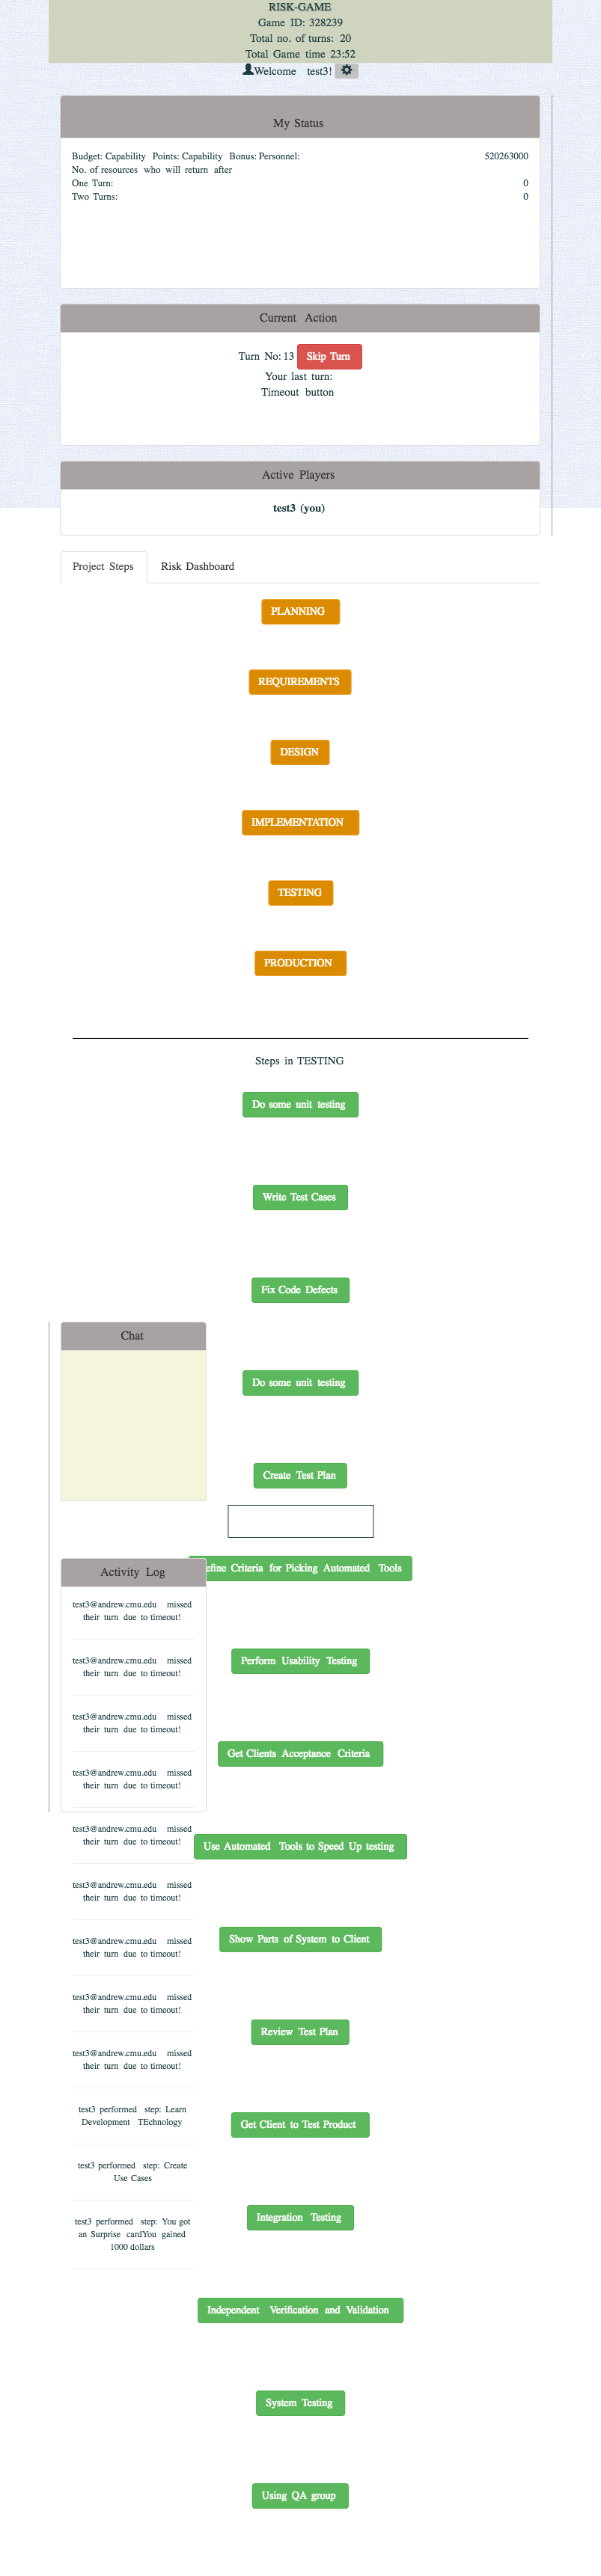 RISK-GAME
Game ID: 328239
Total no. of turns: 20
Total Game time 23:52
Welcome test3!
My Status
Budget: Capability Points: Capability Bonus: Personnel: 520263000
No. of resources who will return after
One Turn: 0
Two Turns: 0
Current Action
Turn No: 13 Skip Turn
Your last turn:
Timeout button
Active Players
test3 (you)
Project Steps Risk Dashboard
PLANNING
REQUIREMENTS
DESIGN
IMPLEMENTATION
TESTING
PRODUCTION
Steps in TESTING
Do some unit testing
Write Test Cases
Fix Code Defects
Chat
Do some unit testing
Create Test Plan
efine Criteria for Picking Automated Tools
Activity Log
test3@andrew.cmu.edu missed
their turn due to timeout!
Perform Usability Testing
test3@andrew.cmu.edu missed
their turn due to timeout!
test3@andrew.cmu.edu missed
their turn due to timeout!
Get Clients Acceptance Criteria
test3@andrew.cmu.edu missed
their turn due to timeout!
test3@andrew.cmu.edu missed
their turn due to timeout!
Use Automated Tools to Speed Up testing
test3@andrew.cmu.edu missed
their turn due to timeout!
Show Parts of System to Client
test3@andrew.cmu.edu missed
their turn due to timeout!
test3@andrew.cmu.edu missed
their turn due to timeout!
Review Test Plan
test3@andrew.cmu.edu missed
their turn due to timeout!
test3 performed step: Learn
Development TEchnology
Get Client to Test Product
test3 performed step: Create
Use Cases
Integration Testing
test3 performed step: You got
an Surprise cardYou gained
1000 dollars
Independent Verification and Validation
System Testing
Using QA group